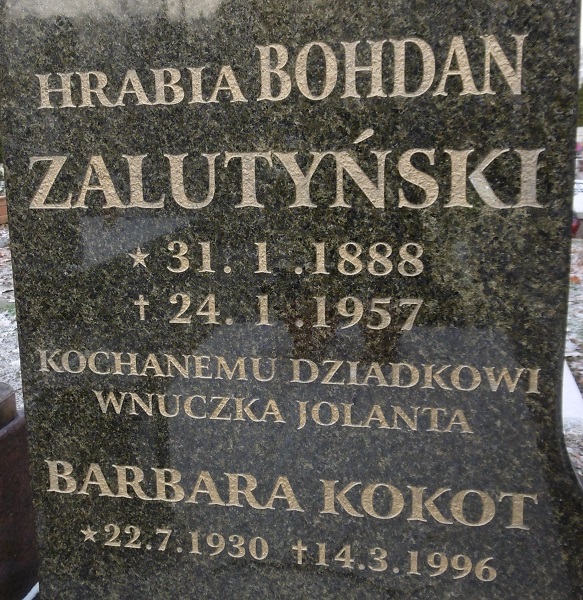 HRABIA BOHDAN
ZALUTYŃSKI
* 31. 1 .1888
† 24. 1 .1957
KOCHANEMU DZIADKOWI
WNUCZKA JOLANTA
BARBARA KOKOT
*22.7.1930 †14.3.1996